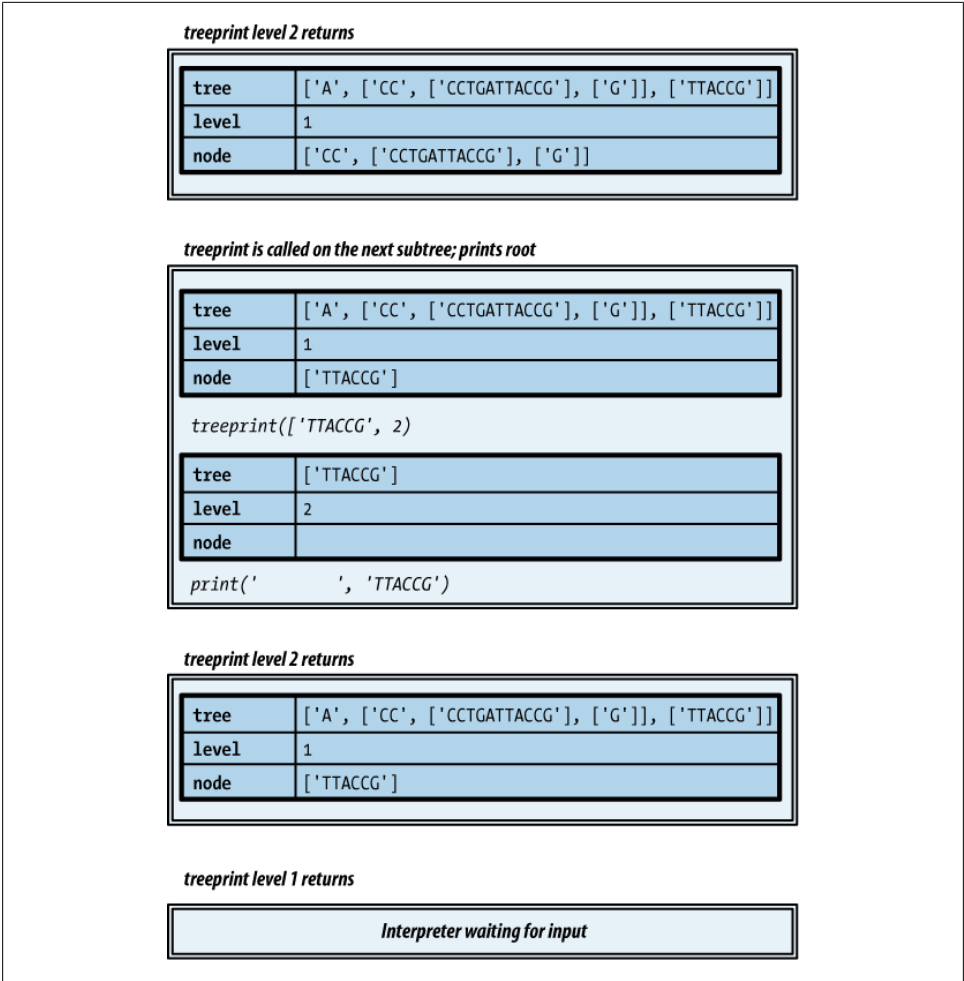 treeprint level 2 returns
tree ['A', ['CC', ['CCTGATTACCG'], ['G']], ['TTACCG']]
level 1
node ['CC', ['CCTGATTACCG'], ['G']]
treeprint is called on the next subtree; prints root
tree ['A', ['CC', ['CCTGATTACCG'], ['G']], ['TTACCG']]
level 1
node ['TTACCG']
treeprint(['TTACCG', 2)
tree ['TTACCG']
level 2
node
print('        ', 'TTACCG')
treeprint level 2 returns
tree ['A', ['CC', ['CCTGATTACCG'], ['G']], ['TTACCG']]
level 1
node ['TTACCG']
treeprint level 1 returns
Interpreter waiting for input